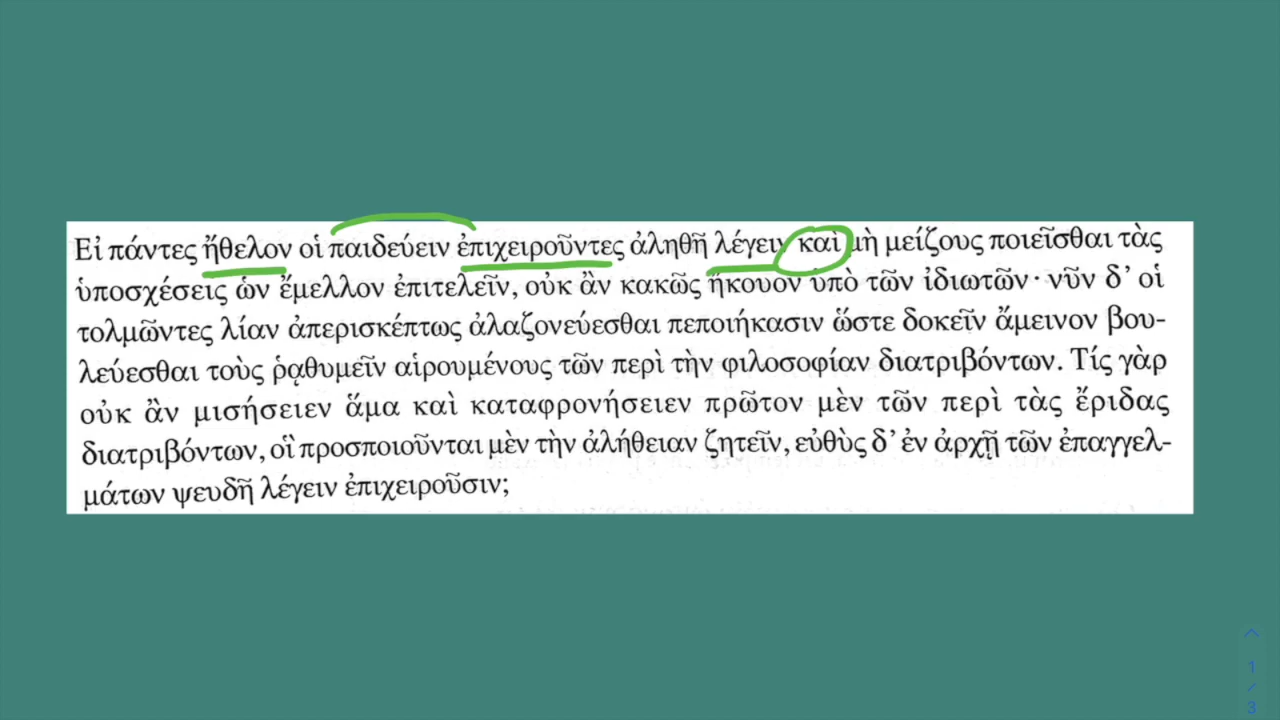 Εἰ πάντες ἤθελον οἱ παιδεύειν ἐπιχειροῦντες ἀληθῆ λέγειν καὶ μὴ μείζους ποιεῖσθαι τὰς
ὑποσχέσεις ὧν ἔμελλον ἐπιτελεῖν, οὐκ ἂν κακῶς ἤκουον ὑπὸ τῶν ἰδιωτῶν· νῦν δ’ οἱ
τολμῶντες λίαν ἀπερισκέπτως ἀλαζονεύεσθαι πεποιήκασιν ὥστε δοκεῖν ἄμεινον βου-
λεύεσθαι τοὺς ῥᾳθυμεῖν αἱρουμένους τῶν περὶ τὴν φιλοσοφίαν διατριβόντων. Τίς γὰρ
οὐκ ἂν μισήσειεν ἅμα καὶ καταφρονήσειεν πρῶτον μὲν τῶν περὶ τὰς ἔριδας
διατριβόντων, οἳ προσποιοῦνται μὲν τὴν ἀλήθειαν ζητεῖν, εὐθὺς δ’ ἐν ἀρχῇ τῶν ἐπαγγελ-
μάτων ψευδῆ λέγειν ἐπιχειροῦσιν;
1
/
3